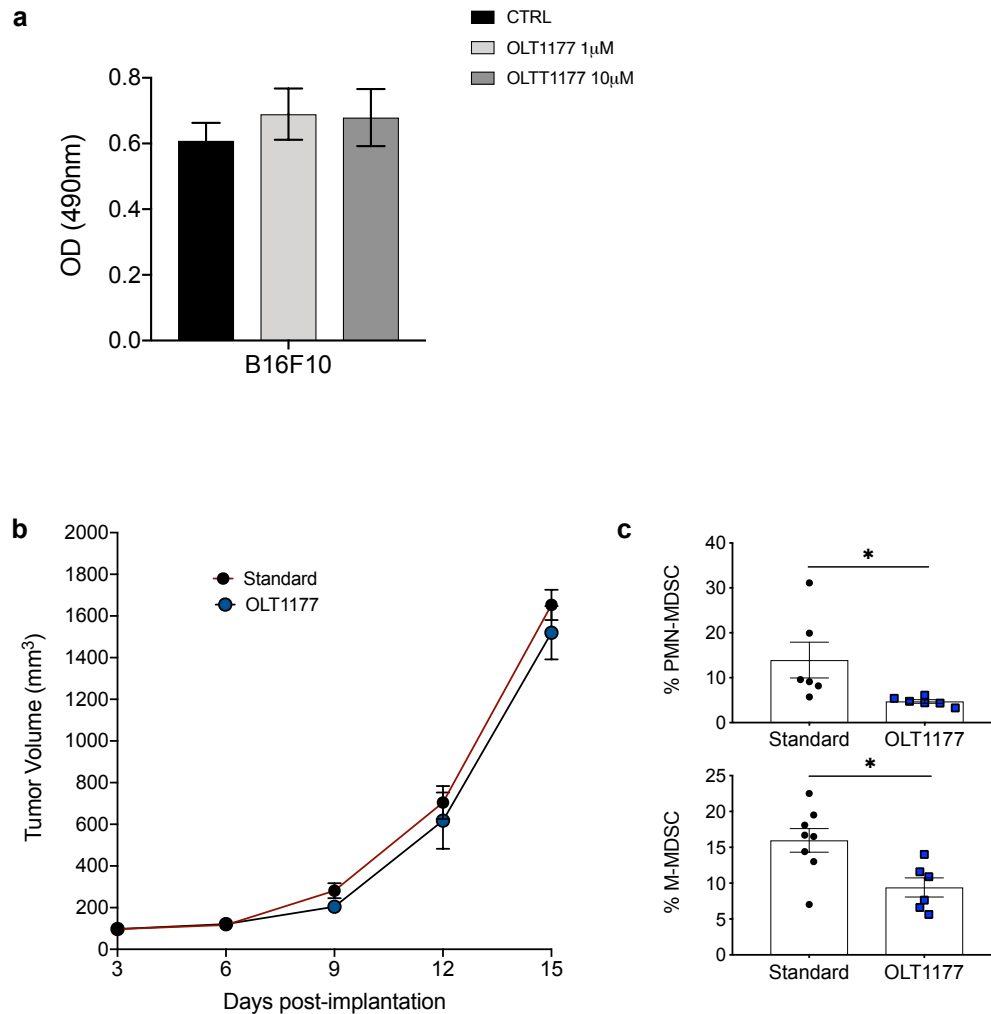 a
CTRL
OLT1177 1μM
OLTT1177 10μM
0.8
0.6
0.4
0.2
0.0
OD (490nm)
B16F10
b
2000
1800
1600
1400
1200
1000
800
600
400
200
0
Tumor Volume (mm3)
Standard
OLT1177
3
6
9
12
15
Days post-implantation
c
40
30
20
10
0
% PMN-MDSC
*
Standard
OLT1177
25
20
15
10
5
0
% M-MDSC
*
Standard
OLT1177